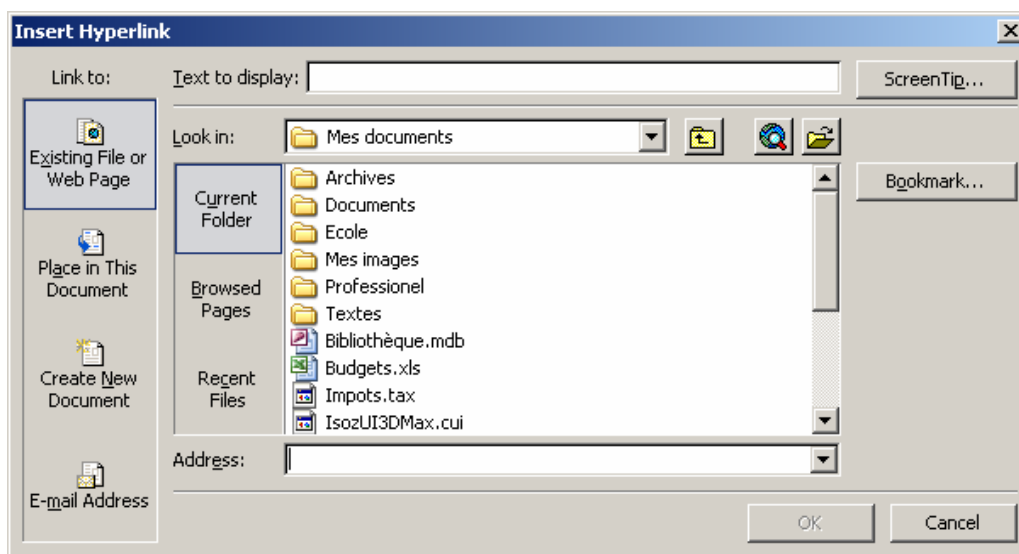 Insert Hyperlink
Link to:
Text to display:
ScreenTip...
Existing File or
Web Page
Look in:
Mes documents
Bookmark...
Current
Folder
Archives
Documents
Ecole
Mes images
Professionel
Textes
Bibliothèque.mdb
Budgets.xls
Impots.tax
IsozUI3DMax.cui
Place in This
Document
Browsed
Pages
Create New
Document
Recent
Files
Address:
E-mail Address
OK
Cancel